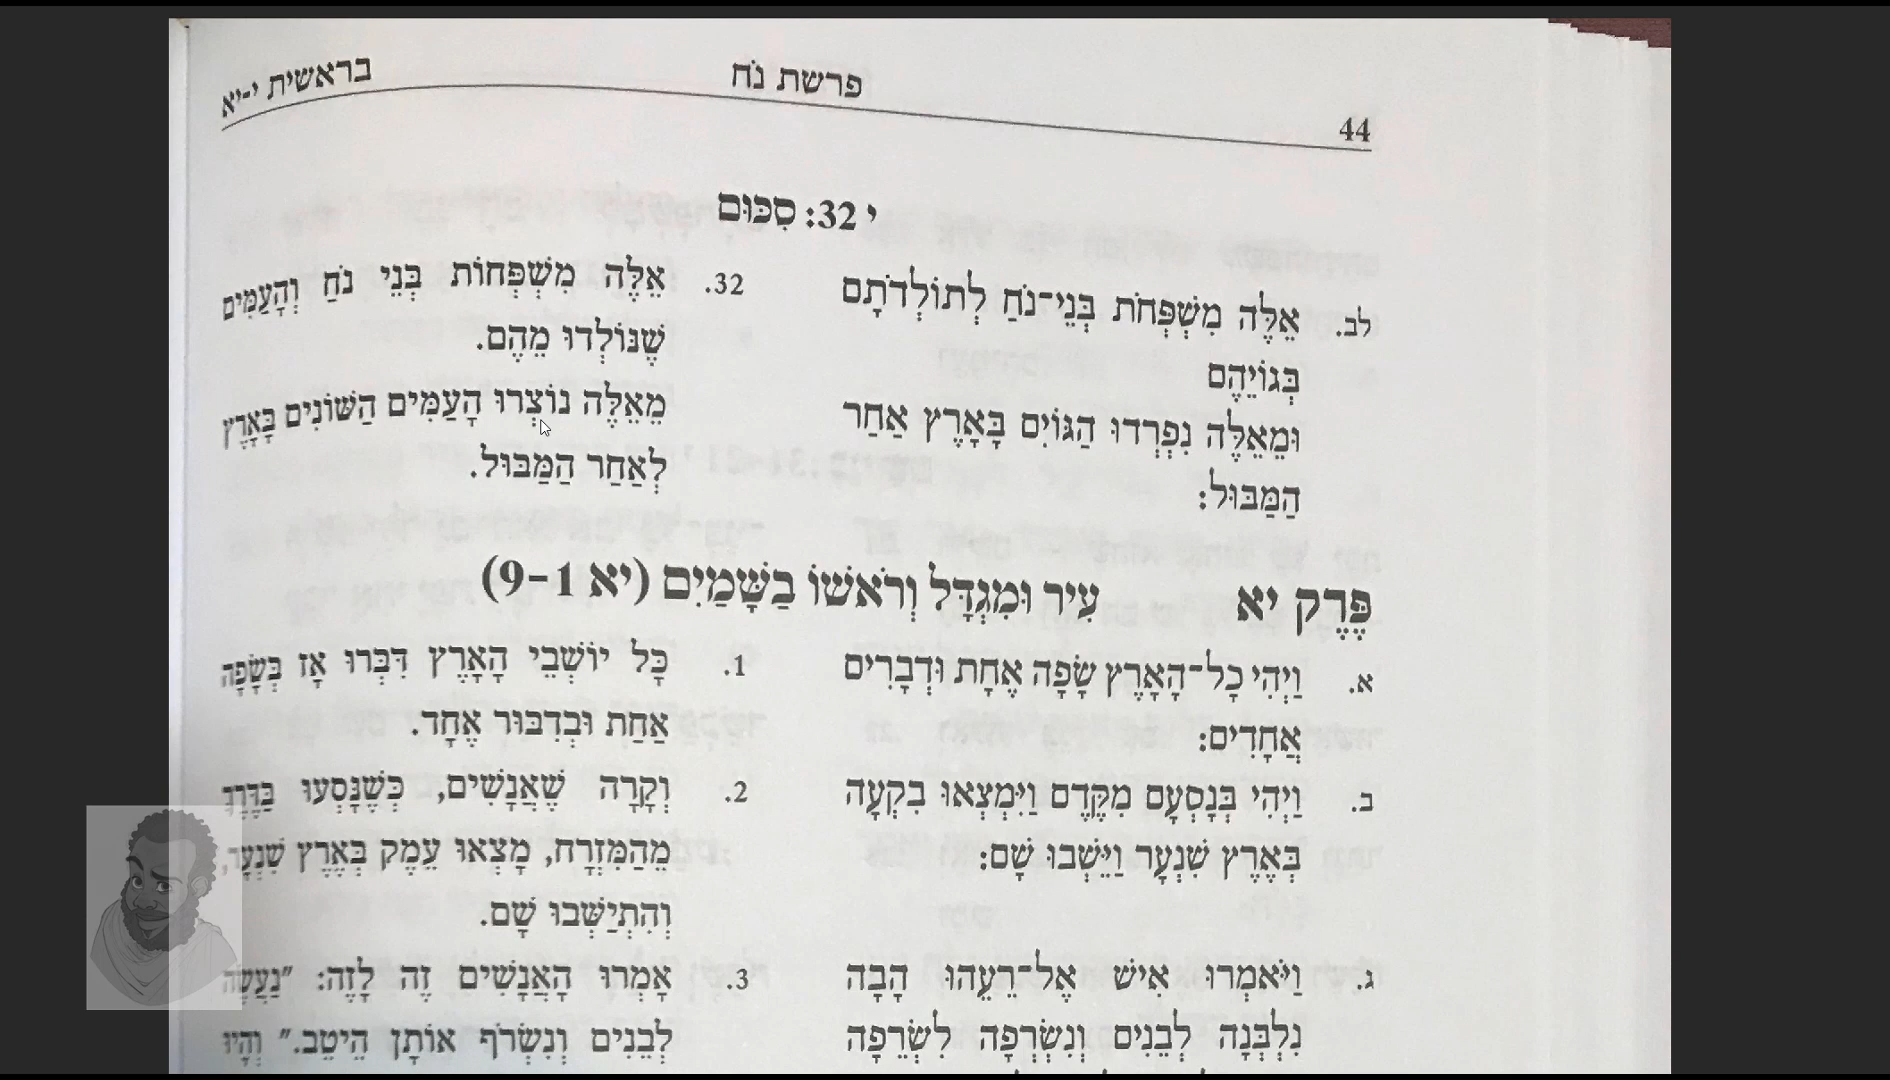 44
פרשת נֹח
בראשית י-יא
י 32: סִכּוּם
לב. אֵלֶּה מִשְׁפְּחֹת בְּנֵי־נֹחַ לְתוֹלְדֹתָם
בְּגוֹיֵהֶם
וּמֵאֵלֶּה נִפְרְדוּ הַגּוֹיִם בָּאָרֶץ אַחַר
הַמַּבּוּל:
32. אֵלֶּה מִשְׁפְּחוֹת בְּנֵי נֹחַ וְהָעַמִּים
שֶׁנּוֹלְדוּ מֵהֶם.
מֵאֵלֶּה נוֹצְרוּ הָעַמִּים הַשּׁוֹנִים בָּאָרֶץ
לְאַחַר הַמַּבּוּל.
פֶּרֶק יא עִיר וּמִגְדָּל וְרֹאשׁוֹ בַשָּׁמַיִם (יא 1-9)
א. וַיְהִי כָל־הָאָרֶץ שָׂפָה אֶחָת וּדְבָרִים
אֲחָדִים:
ב. וַיְהִי בְּנָסְעָם מִקֶּדֶם וַיִּמְצְאוּ בִקְעָה
בְּאֶרֶץ שִׁנְעָר וַיֵּשְׁבוּ שָׁם:
ג. וַיֹּאמְרוּ אִישׁ אֶל־רֵעֵהוּ הָבָה
נִלְבְּנָה לְבֵנִים וְנִשְׂרְפָה לִשְׂרֵפָה
1. כָּל יוֹשְׁבֵי הָאָרֶץ דִּבְּרוּ אָז בְּשָׂפָה
אַחַת וּבְדִבּוּר אֶחָד.
2. וְקָרָה שֶׁאֲנָשִׁים, כְּשֶׁנָּסְעוּ בַּדֶּרֶךְ
מֵהַמִּזְרָח, מָצְאוּ עֵמֶק בְּאֶרֶץ שִׁנְעָר,
וְהִתְיַשְּׁבוּ שָׁם.
3. אָמְרוּ הָאֲנָשִׁים זֶה לָזֶה: "נַעֲשֶׂה
לְבֵנִים וְנִשְׂרֹף אוֹתָן הֵיטֵב." וְהָיוּ